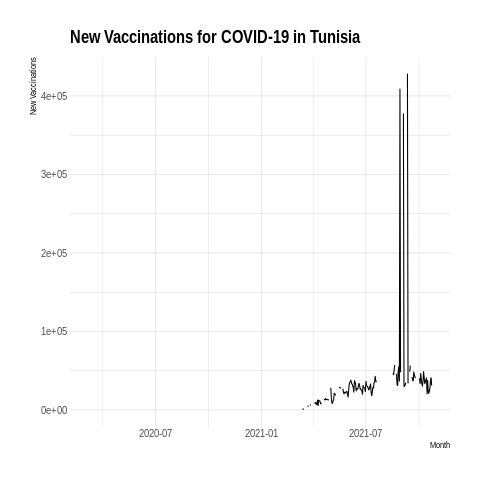 New Vaccinations for COVID-19 in Tunisia
New Vaccinations
4e+05
3e+05
2e+05
1e+05
0e+00
2020-07 2021-01 2021-07
Month